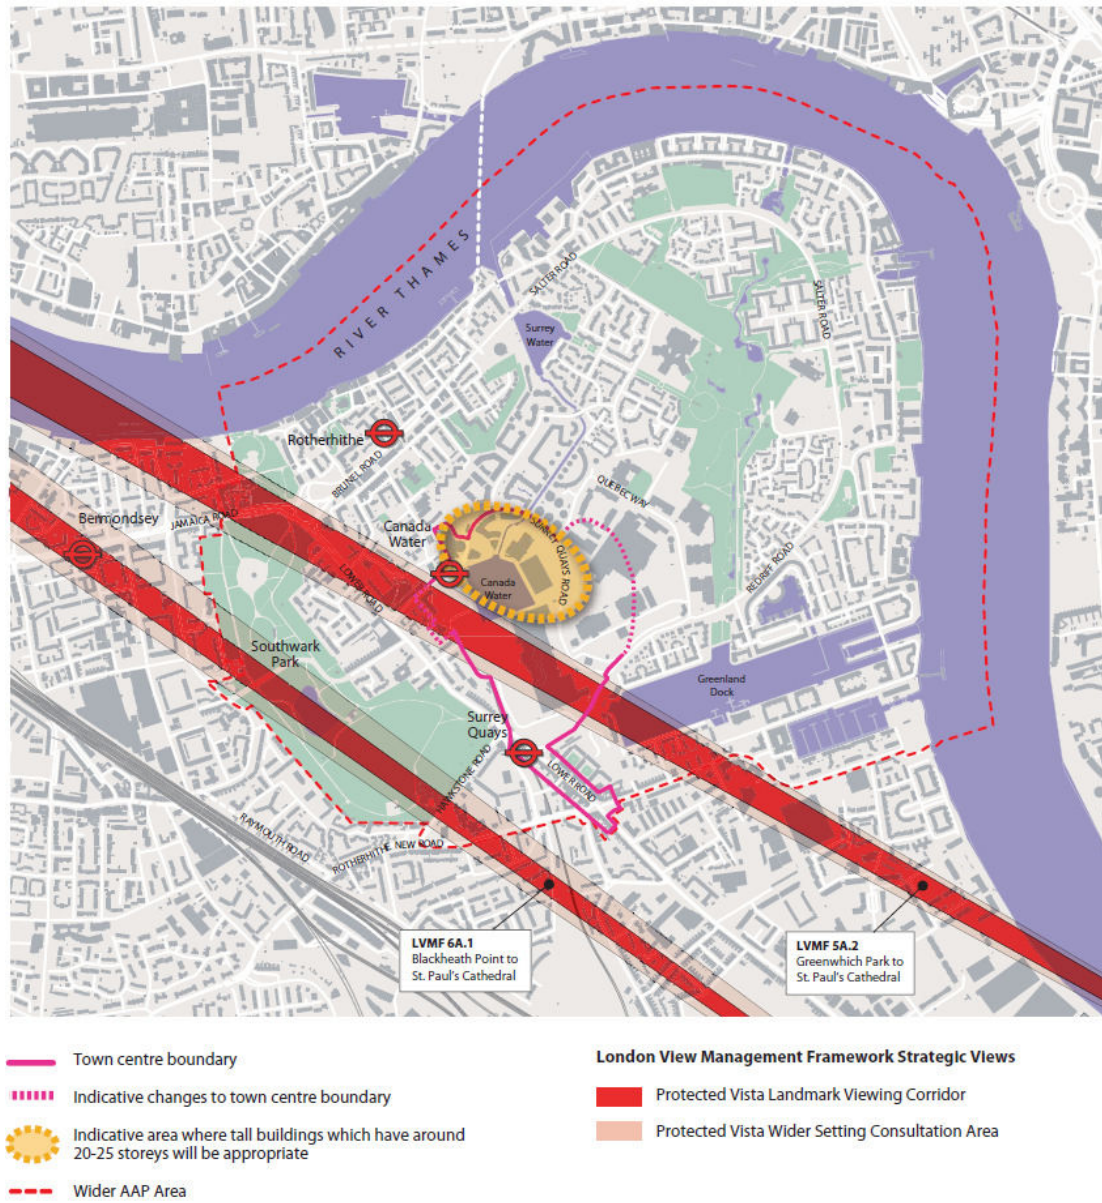 RIVER THAMES
SALTER ROAD
SALTER ROAD
Surrey
Water
Rotherhithe
BRUNEL ROAD
QUEBEC WAY
Bermondsey
JAMAICA ROAD
Canada
Water
SURREY QUAYS ROAD
LOWER ROAD
Canada
Water
REDRIFF ROAD
Southwark
Park
Greenland
Dock
Surrey
Quays
HAWKSTONE ROAD
LOWER ROAD
RAYMOUTH ROAD
ROTHERHITHE NEW ROAD
LVMF 6A.1
Blackheath Point to
St. Paul's Cathedral
LVMF 5A.2
Greenwhich Park to
St. Paul's Cathedral
Town centre boundary
Indicative changes to town centre boundary
Indicative area where tall buildings which have around
20-25 storeys will be appropriate
Wider AAP Area
London View Management Framework Strategic Views
Protected Vista Landmark Viewing Corridor
Protected Vista Wider Setting Consultation Area